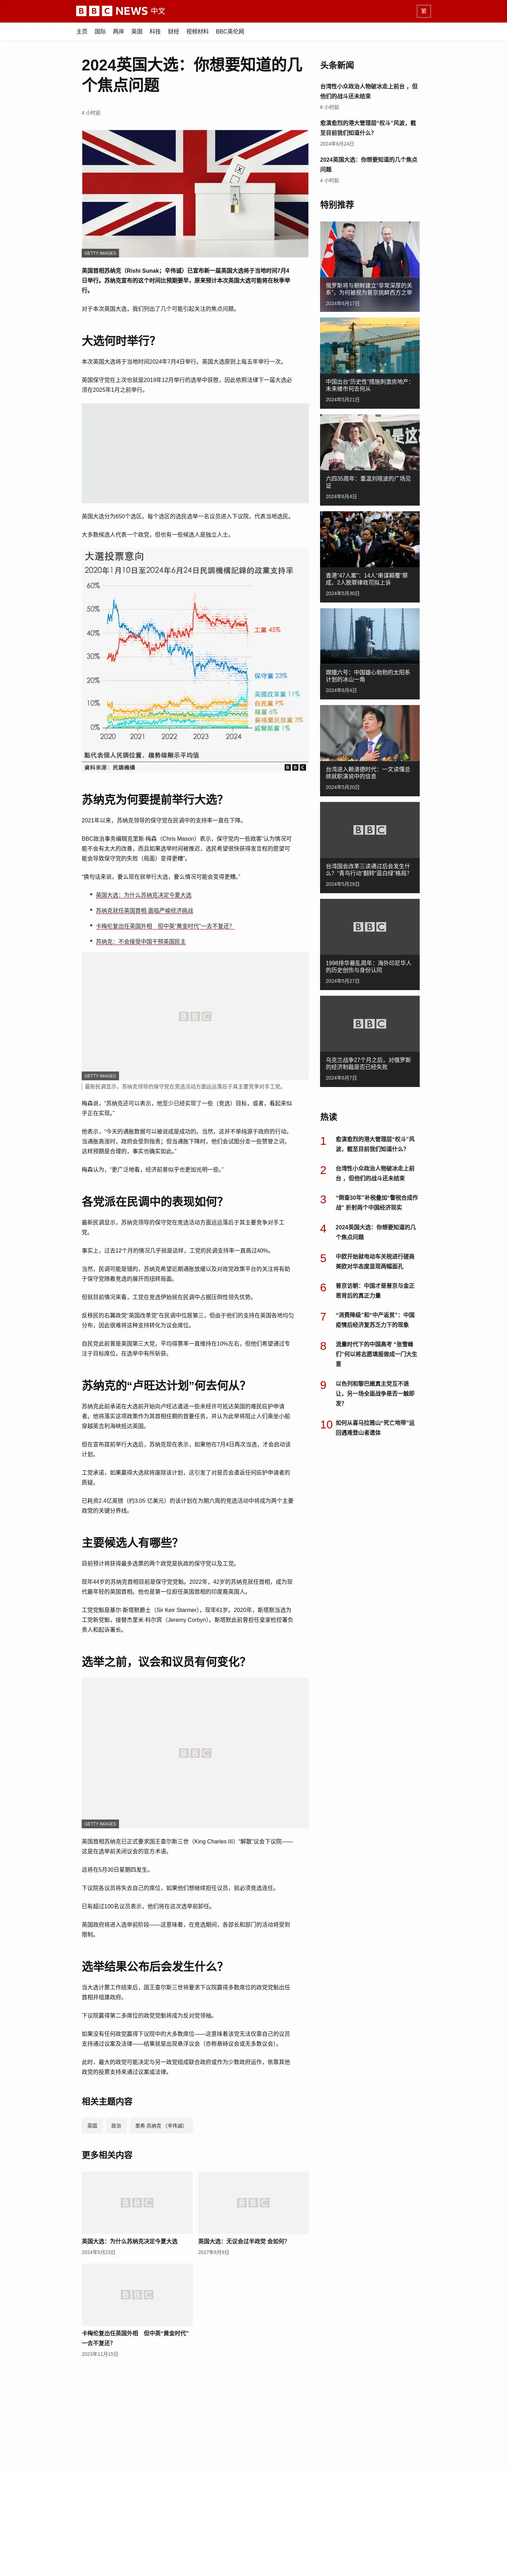 BBC NEWS 中文
繁
主页 国际 两岸 英国 科技 财经 视频材料 BBC英伦网
2024英国大选：你想要知道的几
个焦点问题
4 小时前
GETTY IMAGES
英国首相苏纳克（Rishi Sunak；辛伟诚）已宣布新一届英国大选将于当地时间7月4
日举行。苏纳克宣布的这个时间比预期要早，原来预计本次英国大选可能将在秋季举
行。
对于本次英国大选，我们列出了几个可能引起关注的焦点问题。
大选何时举行？
本次英国大选将于当地时间2024年7月4日举行。英国大选原则上每五年举行一次。
英国保守党在上次也就是2019年12月举行的选举中获胜，因此依照法律下一届大选必
须在2025年1月之前举行。
英国大选分为650个选区。每个选区的选民选举一名议员进入下议院，代表当地选民。
大多数候选人代表一个政党，但也有一些候选人是独立人士。
大選投票意向
2020年1月10日至2024年6月24日民調機構記錄的政黨支持率
60%
50%
40%
30%
20%
10%
0%
工黨 45%
保守黨 23%
英國改革黨 11%
自民黨 9%
綠黨 6%
蘇格蘭民族黨 3%
威爾斯黨 1%
2020 2021 2022 2023 2024
點代表個人民調位置，趨勢線顯示平均值
資料來源：民調機構
BBC
苏纳克为何要提前举行大选？
2021年以来，苏纳克领导的保守党在民调中的支持率一直在下降。
BBC政治事务编辑克里斯·梅森（Chris Mason）表示，保守党内一些政客“认为情况可
能不会有太大的改善，而且如果选举时间被推迟，选民希望很快获得发言权的愿望可
能会导致保守党的失败（局面）变得更糟”。
“换句话来说，要么现在就举行大选，要么情况可能会变得更糟。”
英国大选：为什么苏纳克决定今夏大选
苏纳克就任英国首相 面临严峻经济挑战
卡梅伦复出任英国外相　但中英“黄金时代”一去不复还？
苏纳克：不会接受中国干预英国民主
BBC
GETTY IMAGES
最新民调显示，苏纳克领导的保守党在竞选活动方面远远落后于其主要竞争对手工党。
梅森说，“苏纳克还可以表示，他至少已经实现了一些（竞选）目标，或者，看起来似
乎正在实现。”
他表示，“今天的通胀数据可以被说成是成功的。当然，这并不单纯源于政府的行动。
当通胀高涨时，政府会受到指责；但当通胀下降时，他们会试图分走一些赞誉之词，
这样预期是合理的，事实也确实如此。”
梅森认为，“更广泛地看，经济前景似乎也更加光明一些。”
各党派在民调中的表现如何？
最新民调显示，苏纳克领导的保守党在竞选活动方面远远落后于其主要竞争对手工
党。
事实上，过去12个月的情况几乎就是这样，工党的民调支持率一直高过40%。
当然，民调可能是错的，苏纳克希望近期通胀放缓以及对政党政策平台的关注将有助
于保守党随着竞选的展开而扭转局面。
但就目前情况来看，工党在竞选伊始就在民调中占据压倒性领先优势。
反移民的右翼政党“英国改革党”在民调中位居第三，但由于他们的支持在英国各地均匀
分布，因此很难将这种支持转化为议会席位。
自民党此前曾是英国第三大党，平均得票率一直维持在10%左右，但他们希望通过专
注于目标席位，在选举中有所斩获。
苏纳克的“卢旺达计划”何去何从？
苏纳克此前承诺在大选前开始向卢旺达遣送一些未经许可抵达英国的难民庇护申请
者。他将落实这项政策作为其首相任期的首要任务，并认为此举将阻止人们乘坐小船
穿越英吉利海峡抵达英国。
但在宣布提前举行大选后，苏纳克现在表示，如果他在7月4日再次当选，才会启动该
计划。
工党承诺，如果赢得大选就将废除该计划，这引发了对是否会遣返任何庇护申请者的
质疑。
已耗资2.4亿英镑（约3.05 亿美元）的该计划在为期六周的竞选活动中将成为两个主要
政党的关键分界线。
主要候选人有哪些？
目前预计将获得最多选票的两个政党是执政的保守党以及工党。
现年44岁的苏纳克首相目前是保守党党魁。2022年，42岁的苏纳克就任首相，成为现
代最年轻的英国首相。他也是第一位担任英国首相的印度裔英国人。
工党党魁是基尔·斯塔默爵士（Sir Keir Starmer），现年61岁。2020年，斯塔默当选为
工党新党魁，接替杰里米·科尔宾（Jeremy Corbyn）。斯塔默此前曾担任皇家检控署负
责人和起诉署长。
选举之前，议会和议员有何变化？
BBC
GETTY IMAGES
英国首相苏纳克已正式要求国王查尔斯三世（King Charles III）“解散”议会下议院——
这是在选举前关闭议会的官方术语。
这将在5月30日星期四发生。
下议院各议员将失去自己的席位，如果他们想继续担任议员，就必须竞选连任。
已有超过100名议员表示，他们将在这次选举前卸任。
英国政府将进入选举前阶段——这意味着，在竞选期间，各部长和部门的活动将受到
限制。
选举结果公布后会发生什么？
当大选计票工作结束后，国王查尔斯三世将要求下议院赢得多数席位的政党党魁出任
首相并组建政府。
下议院赢得第二多席位的政党党魁将成为反对党领袖。
如果没有任何政党赢得下议院中的大多数席位——这意味着该党无法仅靠自己的议员
支持通过议案及法律——结果就是出现悬浮议会（亦称悬峙议会或无多数议会）。
此时，最大的政党可能决定与另一政党组成联合政府或作为少数政府运作，依靠其他
政党的投票支持来通过议案或法律。
相关主题内容
英国 政治 里希·苏纳克 （辛伟诚）
更多相关内容
BBC BBC
英国大选：为什么苏纳克决定今夏大选
2024年5月23日
英国大选：无议会过半政党 会如何?
2017年6月9日
BBC
卡梅伦复出任英国外相　但中英“黄金时代”
一去不复还？
2023年11月15日
头条新闻
台湾性小众政治人物破冰走上前台 ，但
他们的战斗还未结束
6 小时前
愈演愈烈的港大管理层“权斗”风波，截
至目前我们知道什么？
2024年6月24日
2024英国大选：你想要知道的几个焦点
问题
4 小时前
特别推荐
俄罗斯将与朝鲜建立“非常深厚的关
系”，为何被视为普京挑衅西方之举
2024年6月17日
中国出台“历史性”措施刺激房地产：
未来楼市何去何从
2024年5月21日
六四35周年：重温刘晓波的广场见
证
2024年6月4日
香港“47人案”：14人“串谋颠覆”罪
成，2人脱罪律政司拟上诉
2024年5月30日
嫦娥六号：中国雄心勃勃的太阳系
计划的冰山一角
2024年6月4日
台湾进入赖清德时代：一文读懂总
统就职演说中的信息
2024年5月20日
BBC
台湾国会改革三读通过后会发生什
么？“青鸟行动”翻转“蓝白绿”格局？
2024年5月29日
BBC
1998排华暴乱周年：海外印尼华人
的历史创伤与身份认同
2024年5月27日
BBC
乌克兰战争27个月之后，对俄罗斯
的经济制裁是否已经失败
2024年6月7日
热读
1 愈演愈烈的港大管理层“权斗”风
波，截至目前我们知道什么？
2 台湾性小众政治人物破冰走上前
台 ，但他们的战斗还未结束
3 “倒查30年”补税叠加“警税合成作
战” 折射两个中国经济现实
4 2024英国大选：你想要知道的几
个焦点问题
5 中欧开始就电动车关税进行磋商
美欧对华态度显现两幅面孔
6 普京访朝：中国才是普京与金正
恩背后的真正力量
7 “消费降级”和“中产返贫”：中国
疫情后经济复苏乏力下的现象
8 流量时代下的中国高考 “张雪峰
们”何以将志愿填报做成一门大生
意
9 以色列和黎巴嫩真主党互不退
让，另一场全面战争是否一触即
发？
10 如何从喜马拉雅山“死亡地带”运
回遇难登山者遗体